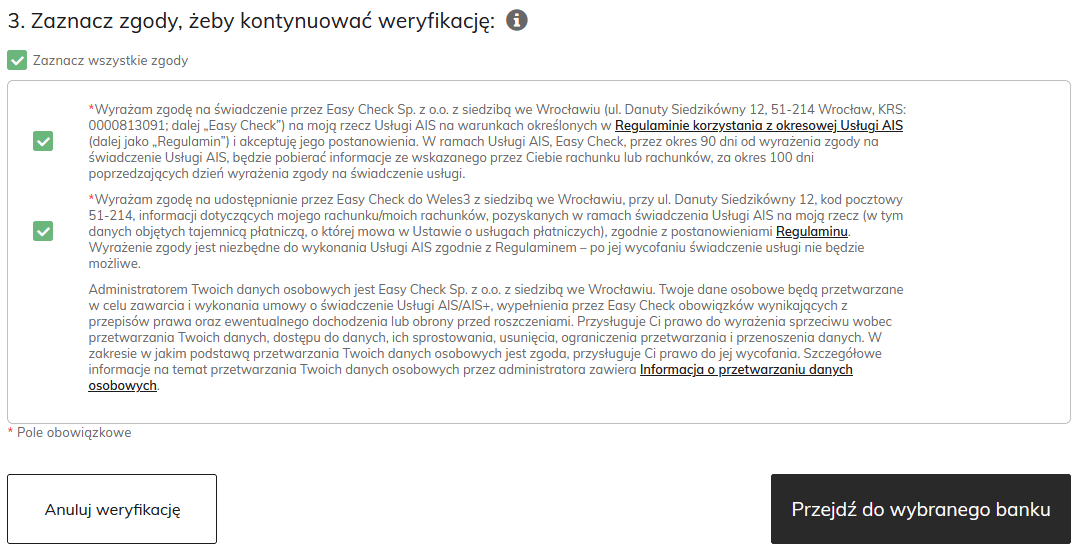 3. Zaznacz zgody, żeby kontynuować weryfikację:
Zaznacz wszystkie zgody
*Wyrażam zgodę na świadczenie przez Easy Check Sp. z o.o. z siedzibą we Wrocławiu (ul. Danuty Siedzikówny 12, 51-214 Wrocław, KRS:
0000813091; dalej „Easy Check”) na moją rzecz Usługi AIS na warunkach określonych w Regulaminie korzystania z okresowej Usługi AIS
(dalej jako „Regulamin”) i akceptuję jego postanowienia. W ramach Usługi AIS, Easy Check, przez okres 90 dni od wyrażenia zgody na
świadczenie Usługi AIS, będzie pobierać informacje ze wskazanego przez Ciebie rachunku lub rachunków, za okres 100 dni
poprzedzających dzień wyrażenia zgody na świadczenie usługi.
*Wyrażam zgodę na udostępnianie przez Easy Check do Weles3 z siedzibą we Wrocławiu, przy ul. Danuty Siedzikówny 12, kod pocztowy
51-214, informacji dotyczących mojego rachunku/moich rachunków, pozyskanych w ramach świadczenia Usługi AIS na moją rzecz (w tym
danych objętych tajemnicą płatniczą, o której mowa w Ustawie o usługach płatniczych), zgodnie z postanowieniami Regulaminu.
Wyrażenie zgody jest niezbędne do wykonania Usługi AIS zgodnie z Regulaminem – po jej wycofaniu świadczenie usługi nie będzie
możliwe.
Administratorem Twoich danych osobowych jest Easy Check Sp. z o.o. z siedzibą we Wrocławiu. Twoje dane osobowe będą przetwarzane
w celu zawarcia i wykonania umowy o świadczenie Usługi AIS/AIS+, wypełnienia przez Easy Check obowiązków wynikających z
przepisów prawa oraz ewentualnego dochodzenia lub obrony przed roszczeniami. Przysługuje Ci prawo do wyrażenia sprzeciwu wobec
przetwarzania Twoich danych, dostępu do danych, ich sprostowania, usunięcia, ograniczenia przetwarzania i przenoszenia danych. W
zakresie w jakim podstawą przetwarzania Twoich danych osobowych jest zgoda, przysługuje Ci prawo do jej wycofania. Szczegółowe
informacje na temat przetwarzania Twoich danych osobowych przez administratora zawiera Informacja o przetwarzaniu danych
osobowych.
* Pole obowiązkowe
Anuluj weryfikację
Przejdź do wybranego banku